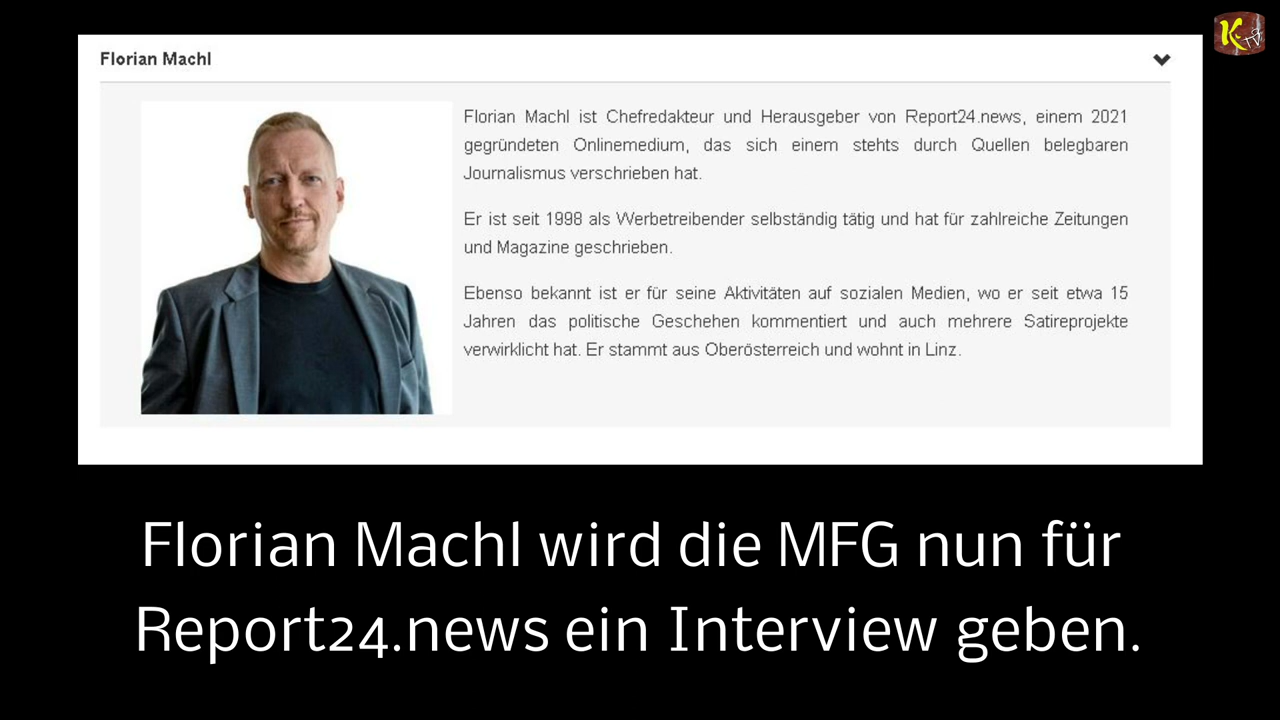 K-TV
Florian Machl
Florian Machl ist Chefredakteur und Herausgeber von Report24.news, einem 2021
gegründeten Onlinemedium, das sich einem stehts durch Quellen belegbaren
Journalismus verschrieben hat.
Er ist seit 1998 als Werbetreibender selbständig tätig und hat für zahlreiche Zeitungen
und Magazine geschrieben.
Ebenso bekannt ist er für seine Aktivitäten auf sozialen Medien, wo er seit etwa 15
Jahren das politische Geschehen kommentiert und auch mehrere Satireprojekte
verwirklicht hat. Er stammt aus Oberösterreich und wohnt in Linz.
Florian Machl wird die MFG nun für
Report24.news ein Interview geben.